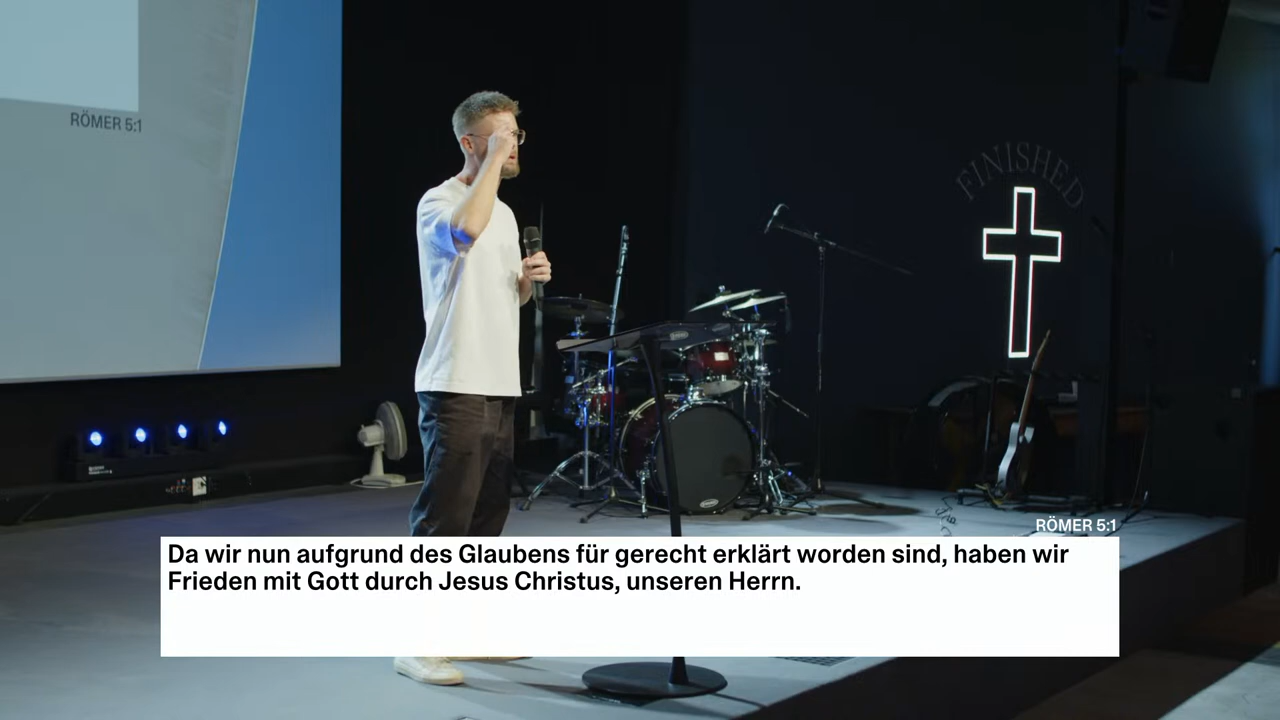 RÖMER 5:1
FINISHED
RÖMER 5:1
Da wir nun aufgrund des Glaubens für gerecht erklärt worden sind, haben wir
Frieden mit Gott durch Jesus Christus, unseren Herrn.